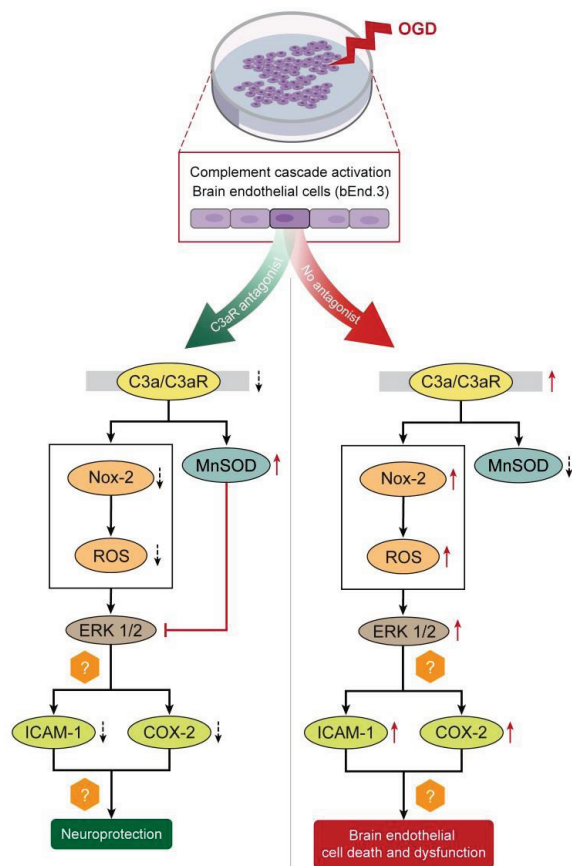 OGD
Complement cascade activation
Brain endothelial cells (bEnd.3)
C3aR antagonist
No antagonist
C3a/C3aR
Nox-2
MnSOD
ROS
ERK 1/2
?
ICAM-1
COX-2
?
Neuroprotection
C3a/C3aR
Nox-2
MnSOD
ROS
ERK 1/2
?
ICAM-1
COX-2
?
Brain endothelial
cell death and dysfunction